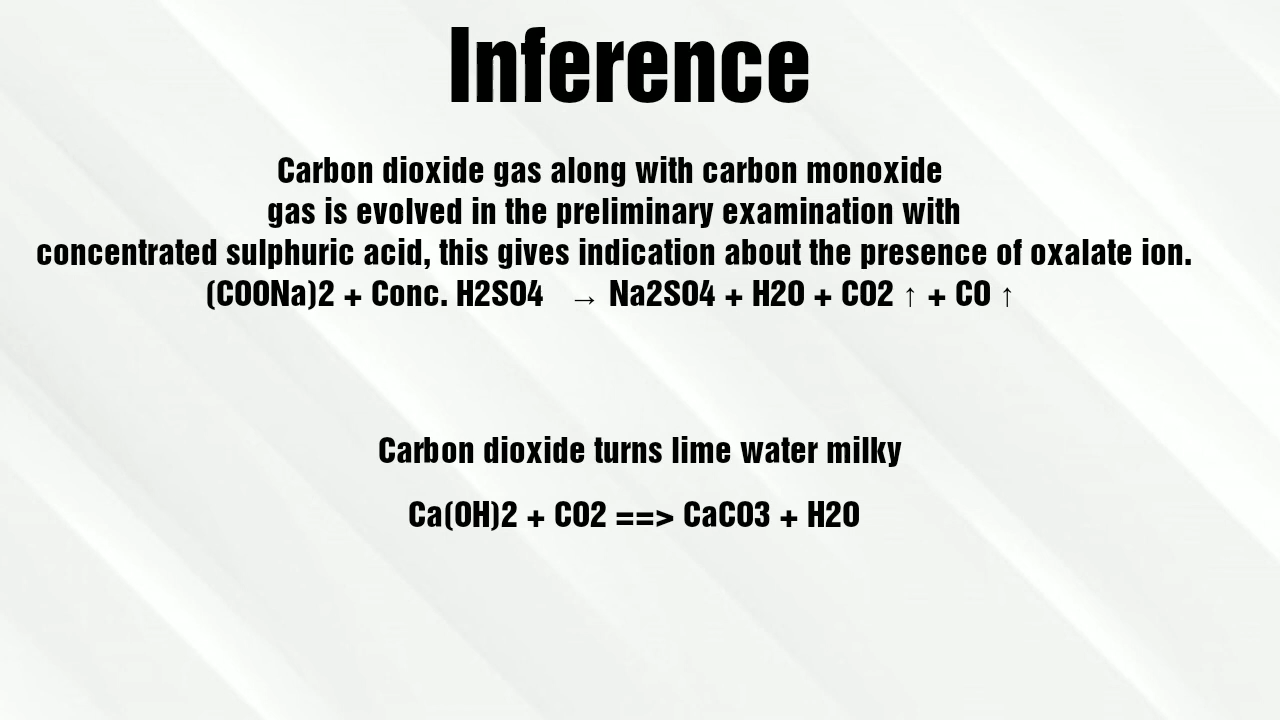 Inference
Carbon dioxide gas along with carbon monoxide
gas is evolved in the preliminary examination with
concentrated sulphuric acid, this gives indication about the presence of oxalate ion.
(COONa)2 + Conc. H2SO4 → Na2SO4 + H2O + CO2 ↑ + CO ↑
Carbon dioxide turns lime water milky
Ca(OH)2 + CO2 ==> CaCO3 + H2O